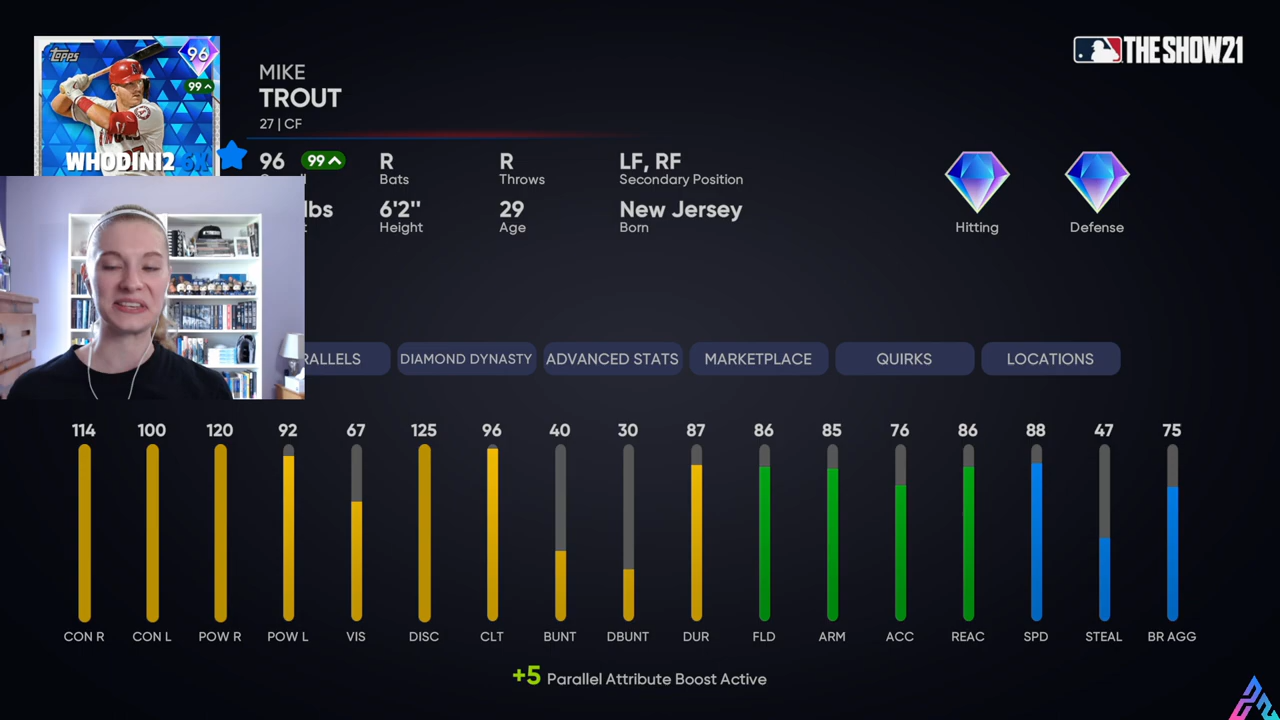 Topps
96
99
WHODINI2 6X
MIKE
TROUT
27 | CF
THE SHOW21
96 99 R R LF, RF
Bats Throws Secondary Position
lbs 6'2" 29 New Jersey
Height Age Born
Hitting Defense
RALLELS DIAMOND DYNASTY ADVANCED STATS MARKETPLACE QUIRKS LOCATIONS
114 100 120 92 67 125 96 40 30 87 86 85 76 86 88 47 75
CON R CON L POW R POW L VIS DISC CLT BUNT DBUNT DUR FLD ARM ACC REAC SPD STEAL BR AGG
+5 Parallel Attribute Boost Active